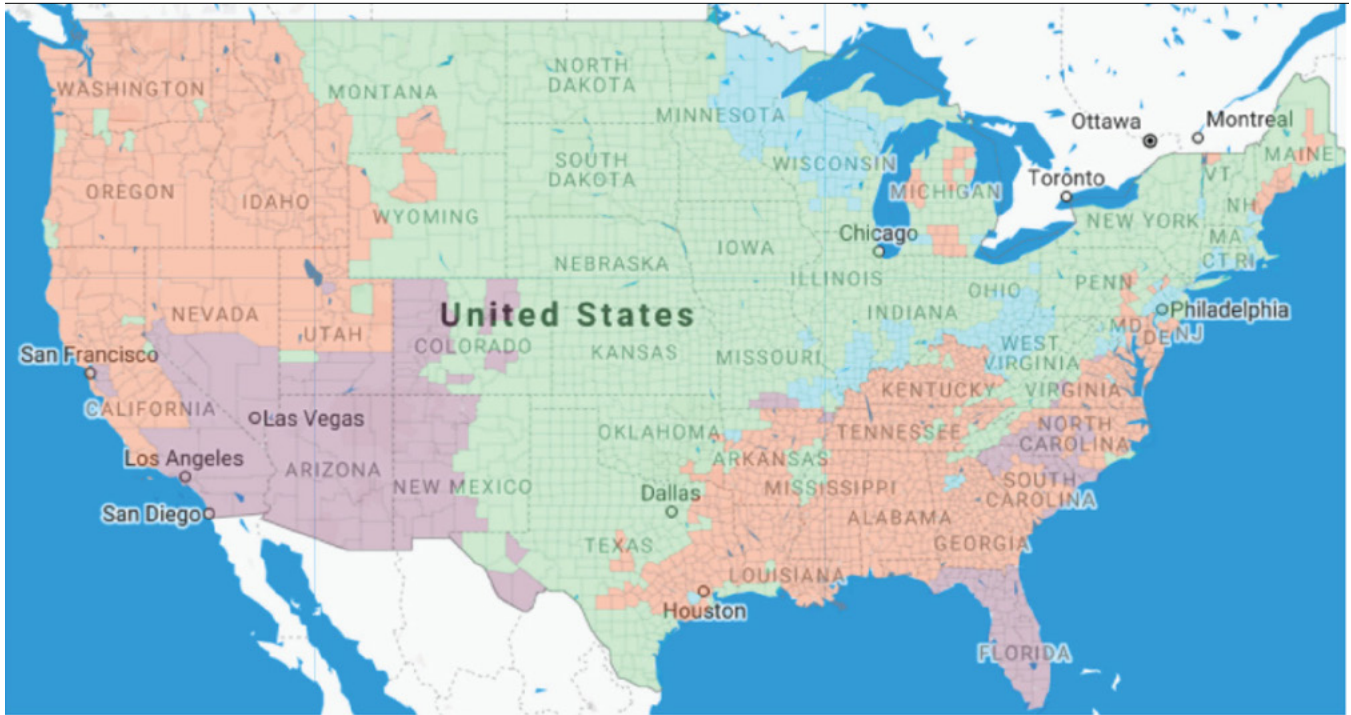 WASHINGTON
MONTANA
NORTH
DAKOTA
MINNESOTA
Ottawa
Montreal
MAINE
OREGON
IDAHO
WYOMING
SOUTH
DAKOTA
WISCONSIN
MICHIGAN
Toronto
VT
NH
NEW YORK
MA
CT RI
Chicago
IOWA
NEBRASKA
ILLINOIS
INDIANA
OHIO
PENN
Philadelphia
MD
DE
NJ
NEVADA
UTAH
United States
COLORADO
KANSAS
MISSOURI
WEST
VIRGINIA
VIRGINIA
KENTUCKY
San Francisco
CALIFORNIA
Las Vegas
Los Angeles
San Diego
ARIZONA
NEW MEXICO
OKLAHOMA
ARKANSAS
TENNESSEE
NORTH
CAROLINA
SOUTH
CAROLINA
Dallas
MISSISSIPPI
ALABAMA
GEORGIA
TEXAS
LOUISIANA
Houston
FLORIDA